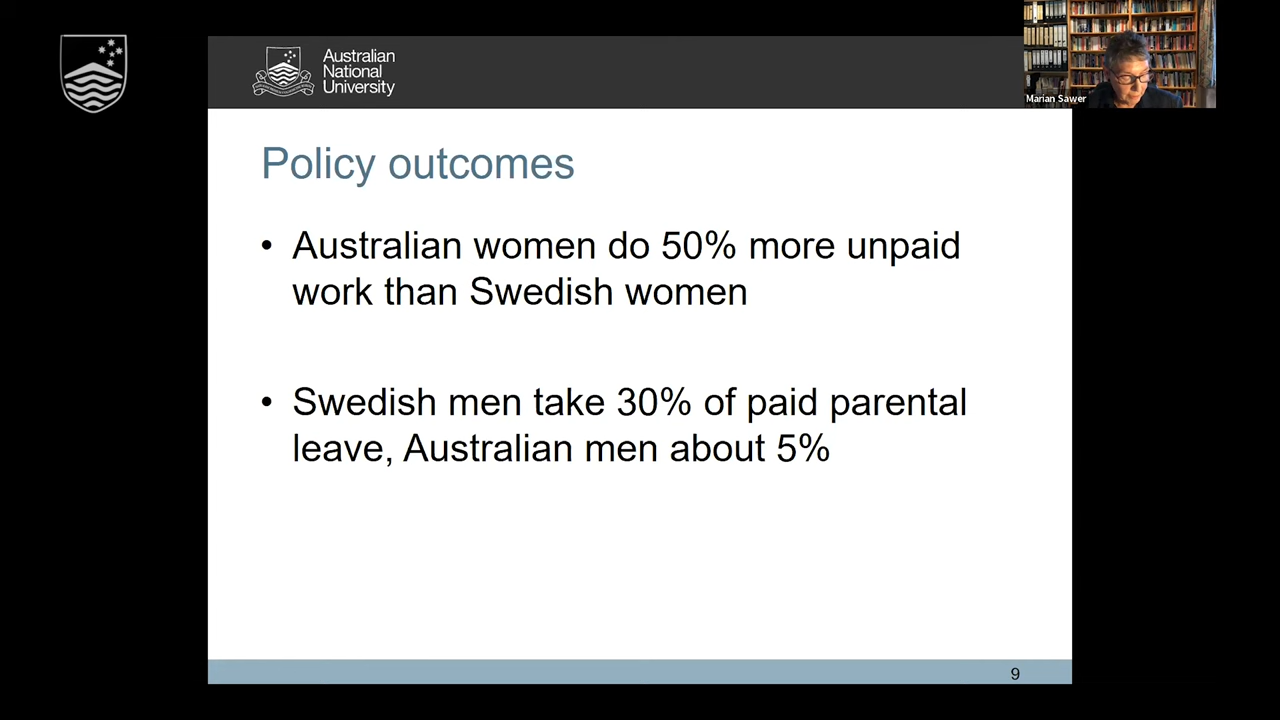 Australian
National
University
Marian Sawer
Policy outcomes
• Australian women do 50% more unpaid
work than Swedish women
• Swedish men take 30% of paid parental
leave, Australian men about 5%
9